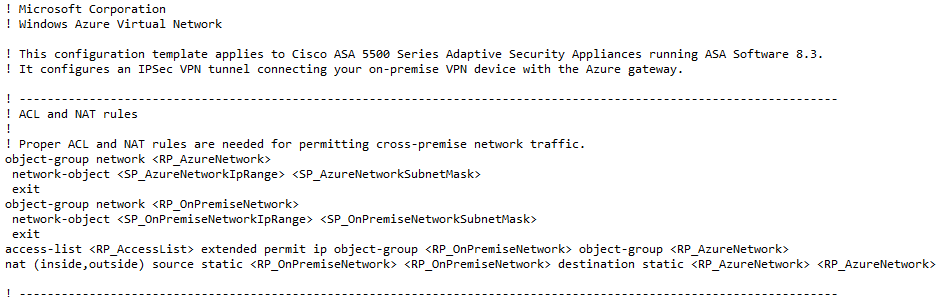 ! Microsoft Corporation
! Windows Azure Virtual Network

! This configuration template applies to Cisco ASA 5500 Series Adaptive Security Appliances running ASA Software 8.3.
! It configures an IPSec VPN tunnel connecting your on-premise VPN device with the Azure gateway.

! ---------------------------------------------------------------------------------------------------------------------
! ACL and NAT rules
!
! Proper ACL and NAT rules are needed for permitting cross-premise network traffic.
object-group network <RP_AzureNetwork>
 network-object <SP_AzureNetworkIpRange> <SP_AzureNetworkSubnetMask>
 exit
object-group network <RP_OnPremiseNetwork>
 network-object <SP_OnPremiseNetworkIpRange> <SP_OnPremiseNetworkSubnetMask>
 exit
access-list <RP_AccessList> extended permit ip object-group <RP_OnPremiseNetwork> object-group <RP_AzureNetwork>
nat (inside,outside) source static <RP_OnPremiseNetwork> <RP_OnPremiseNetwork> destination static <RP_AzureNetwork> <RP_AzureNetwork>

! ---------------------------------------------------------------------------------------------------------------------